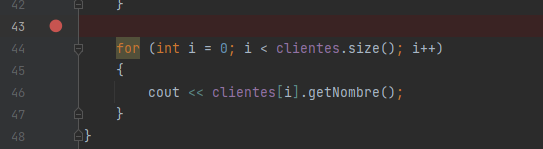 42 }
43
44 for (int i = 0; i < clientes.size(); i++)
45 {
46 cout << clientes[i].getNombre();
47 }
48 }